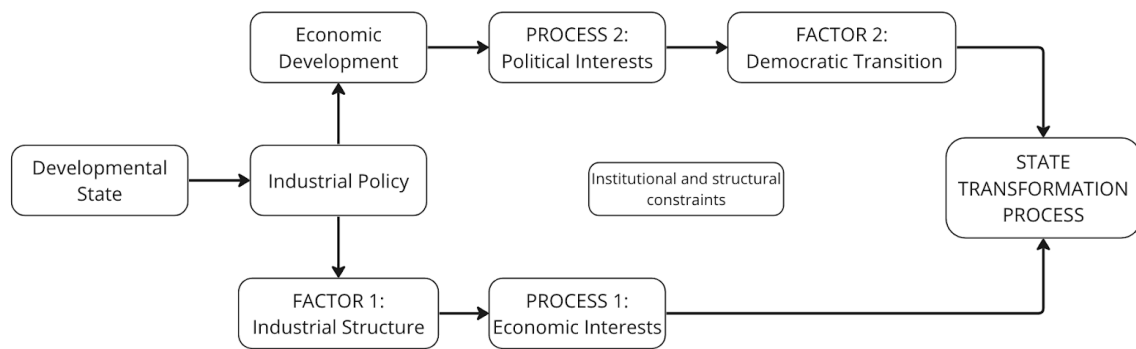 Economic
Development
PROCESS 2:
Political Interests
FACTOR 2:
Democratic Transition
Developmental
State
Industrial Policy
Institutional and structural
constraints
STATE
TRANSFORMATION
PROCESS
FACTOR 1:
Industrial Structure
PROCESS 1:
Economic Interests